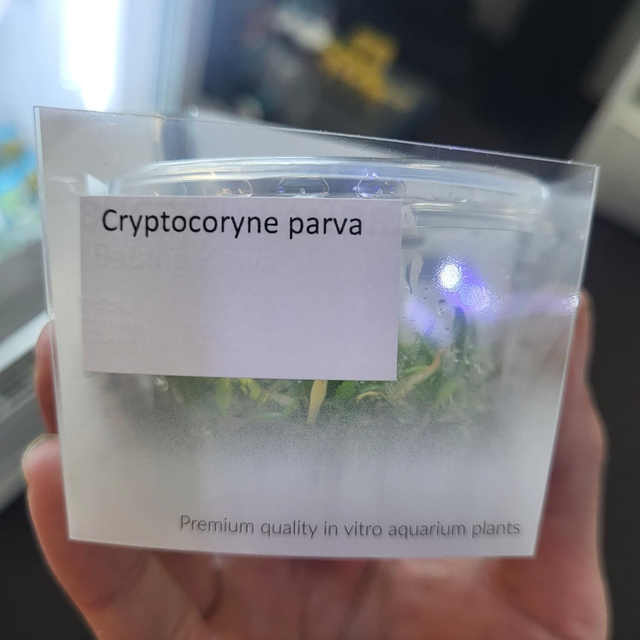 Cryptocoryne parva
Premium quality in vitro aquarium plants